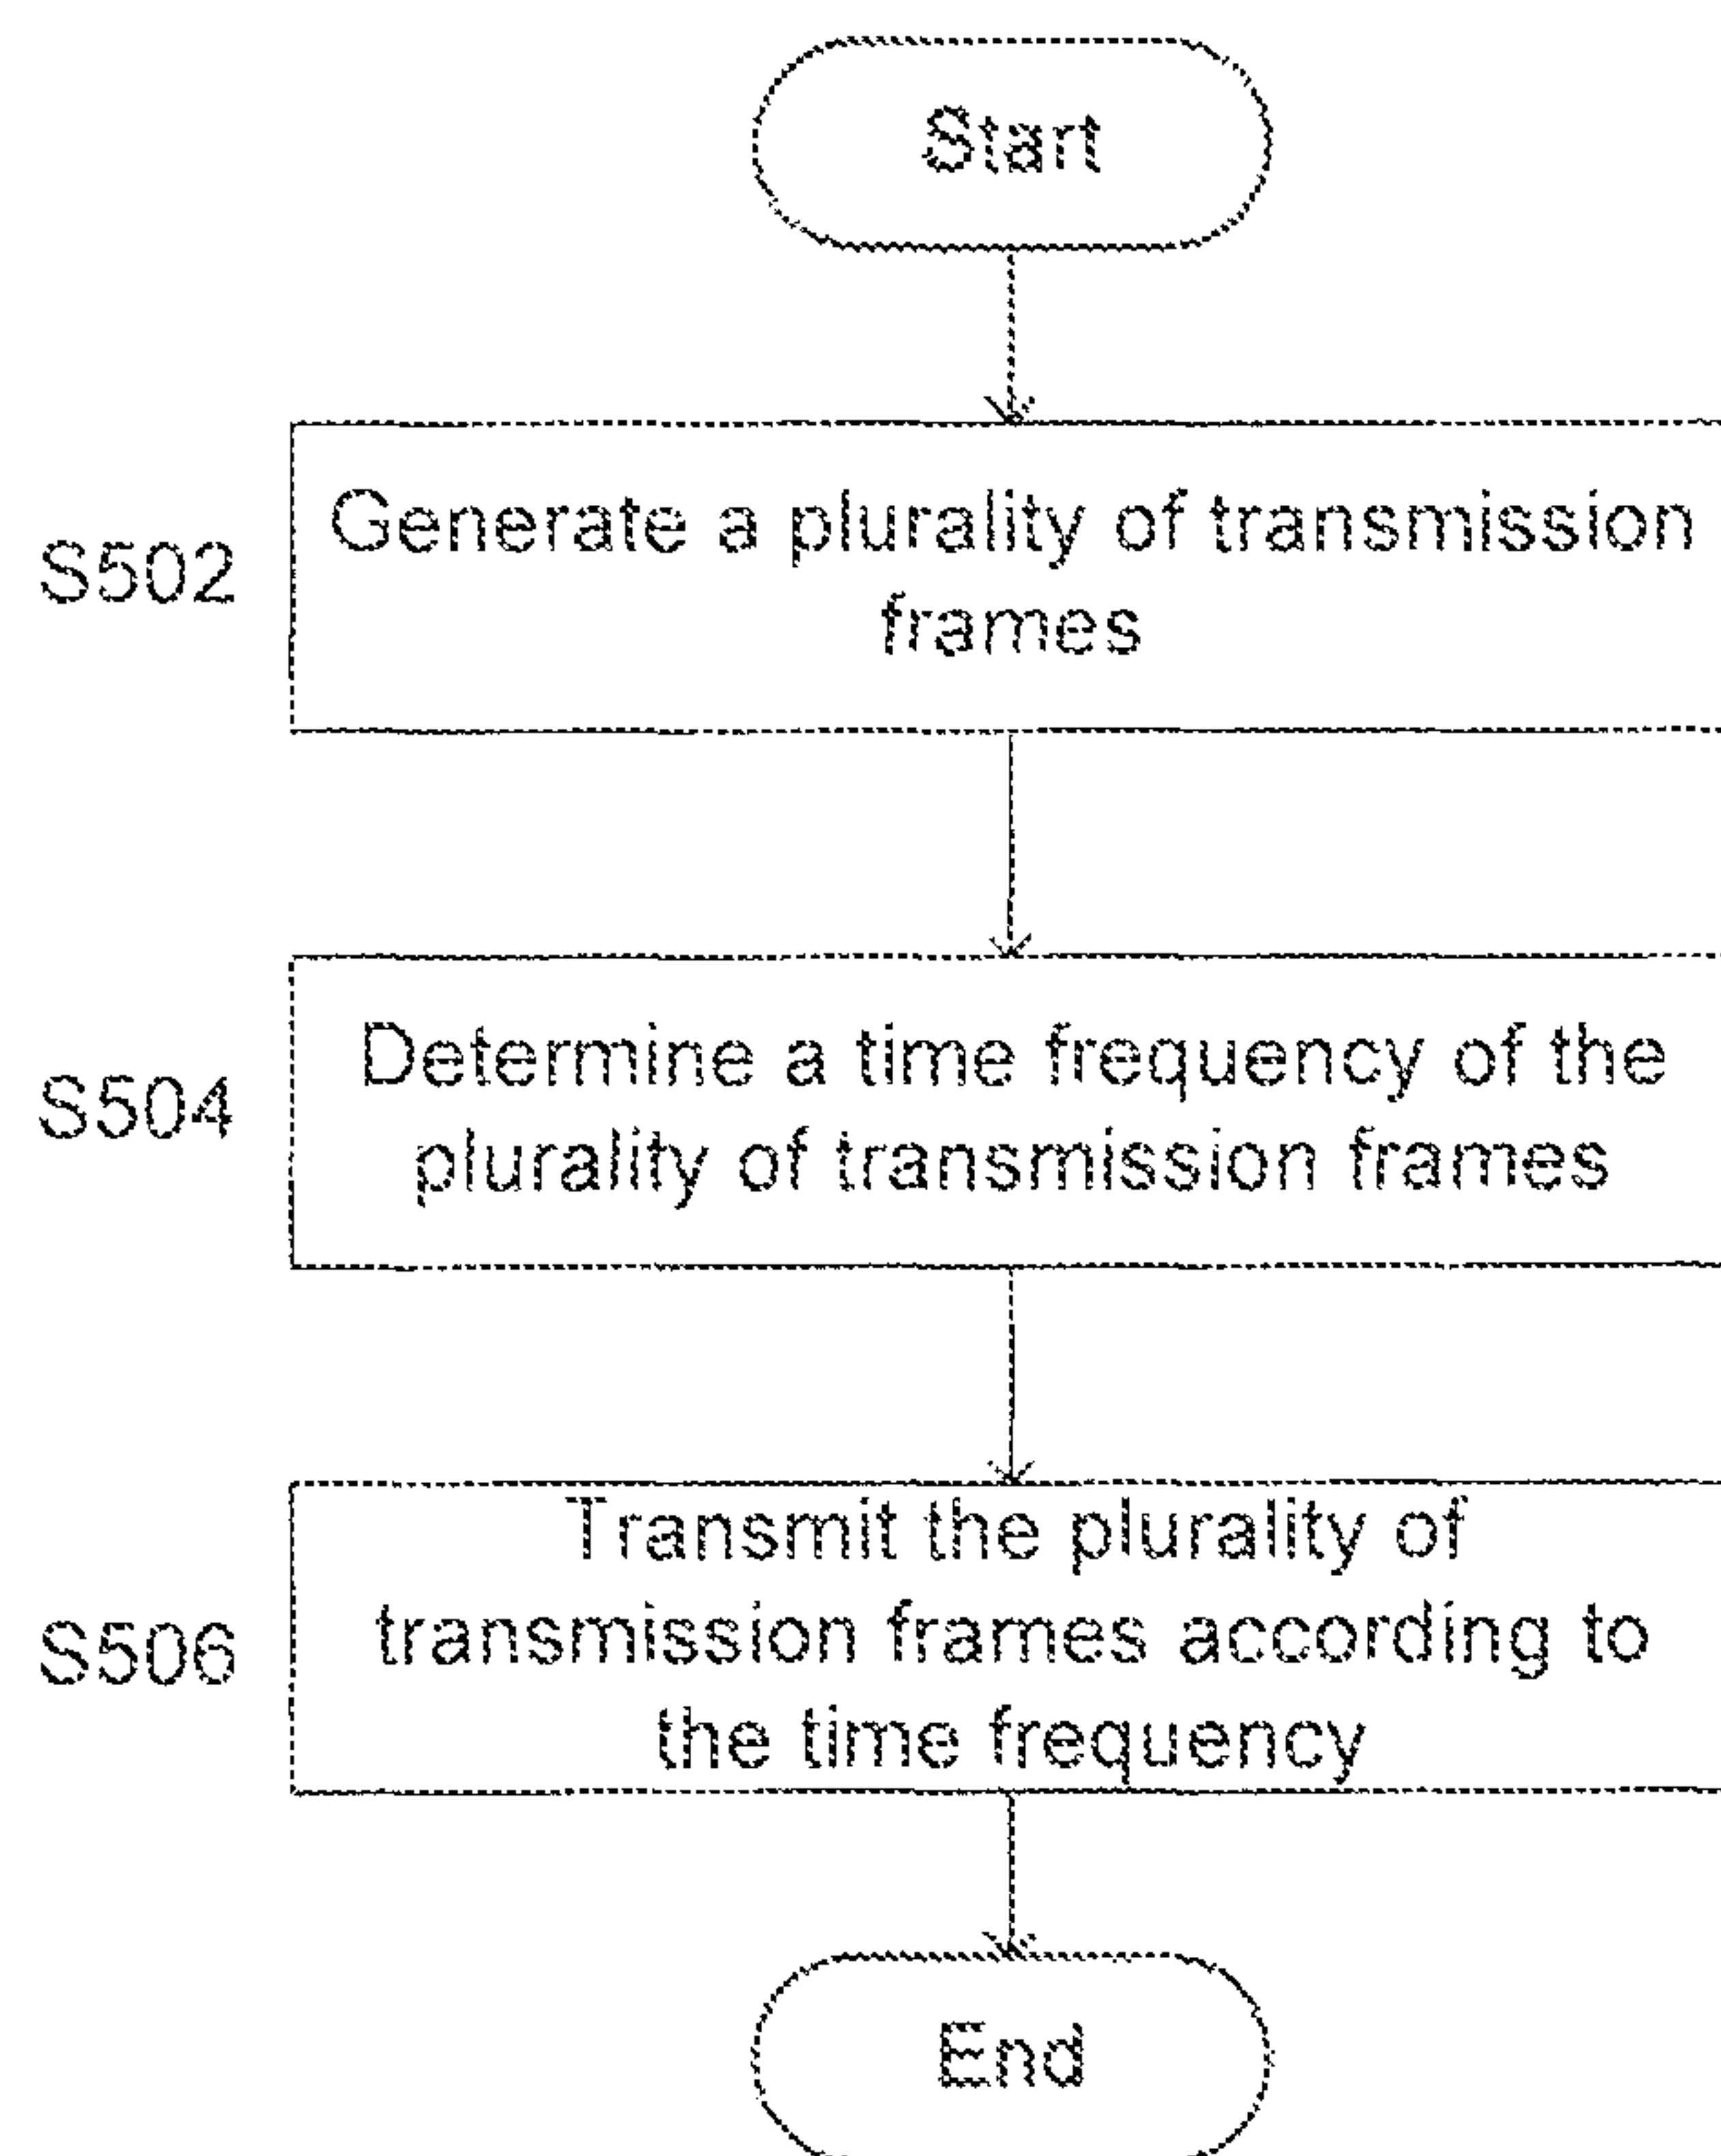 Start
S502
Generate a plurality of transmission
frames
S504
Determine a time frequency of the
plurality of transmission frames
S506
Transmit the plurality of
transmission frames according to
the time frequency
End